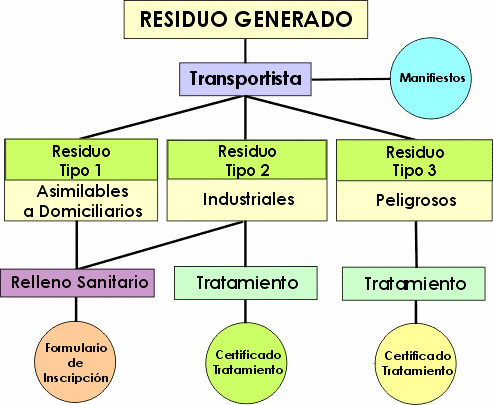 RESIDUO GENERADO
Transportista
Manifiestos
Residuo
Tipo 1
Asimilables
a Domiciliarios
Residuo
Tipo 2
Industriales
Residuo
Tipo 3
Peligrosos
Relleno Sanitario
Tratamiento
Tratamiento
Formulario
de
Inscripción
Certificado
Tratamiento
Certificado
Tratamiento